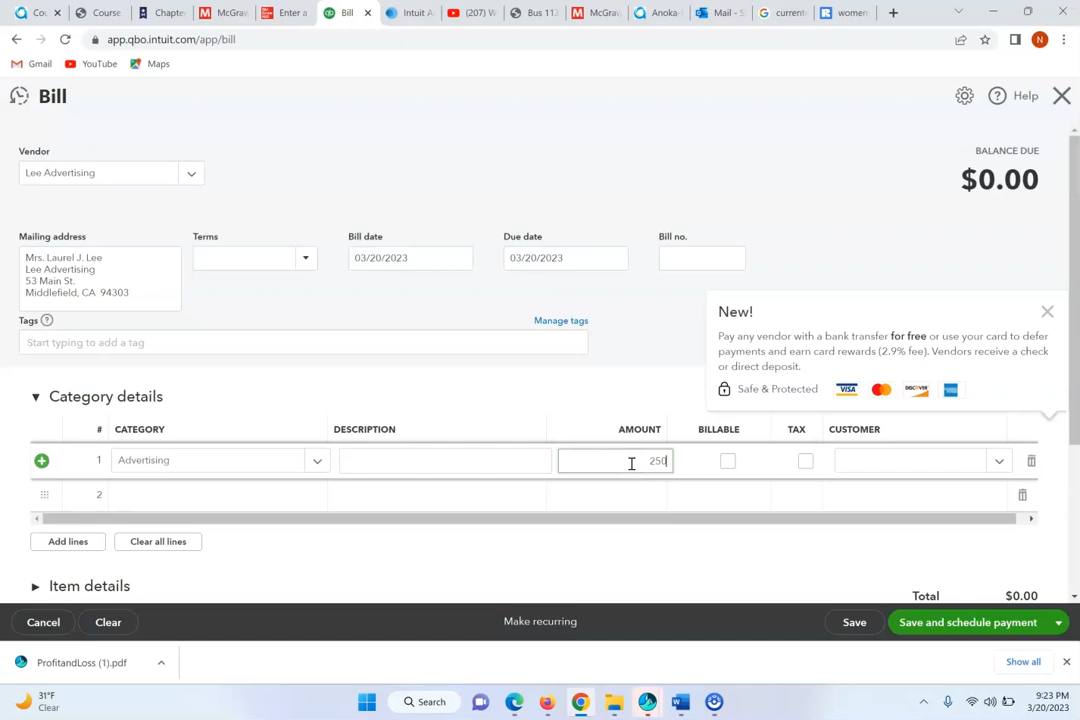 Cou Course Chapte McGrav Enter a Bill Intuit A (207) W Bus 113 McGrav Anoka- Mail - S current women
app.qbo.intuit.com/app/bill N
Gmail YouTube Maps
Bill Help
Vendor BALANCE DUE
Lee Advertising $0.00
Mailing address Terms Bill date Due date Bill no.
Mrs. Laurel J. Lee 03/20/2023 03/20/2023
Lee Advertising
53 Main St.
Middlefield, CA 94303
Tags ? Manage tags
Start typing to add a tag
New!
Pay any vendor with a bank transfer for free or use your card to defer
payments and earn card rewards (2.9% fee). Vendors receive a check
or direct deposit.
Safe & Protected VISA DISCOVER AMEX
Category details
# CATEGORY DESCRIPTION AMOUNT BILLABLE TAX CUSTOMER
1 Advertising 250
2
Add lines Clear all lines
Item details
Total $0.00
Cancel Clear Make recurring Save Save and schedule payment
ProfitandLoss (1).pdf Show all
31°F
Clear
Search
9:23 PM
3/20/2023